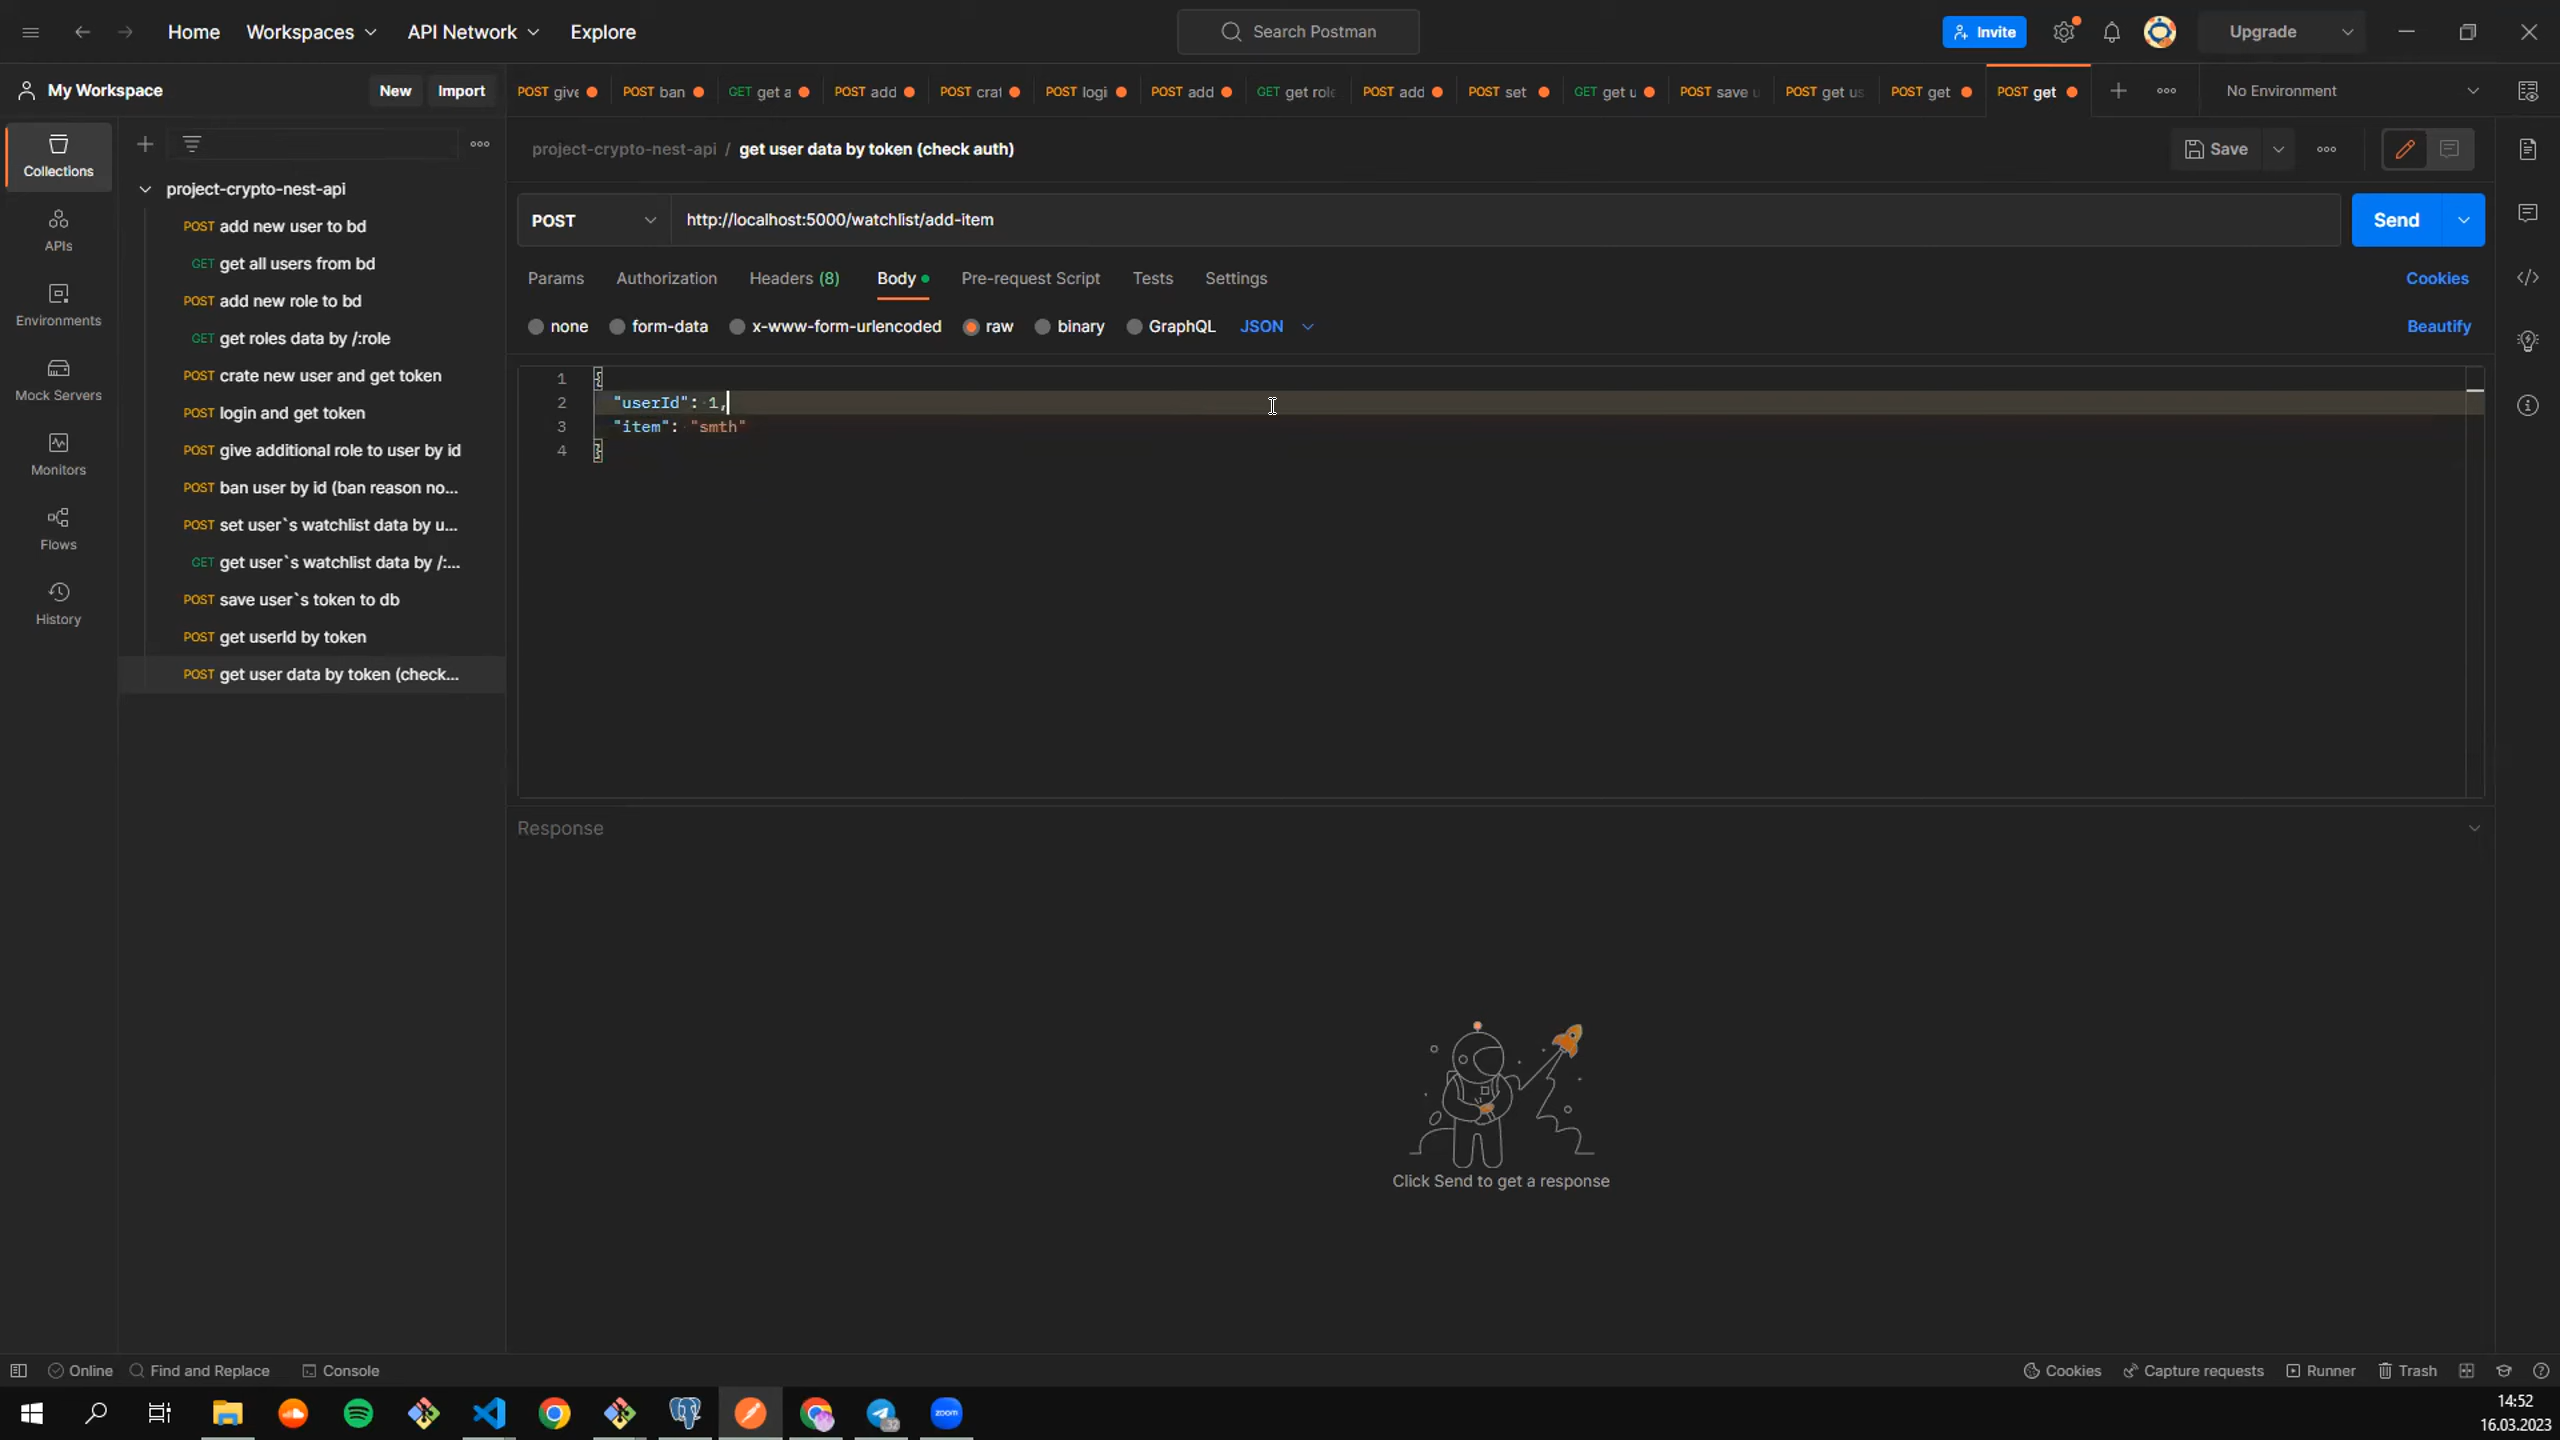 Home Workspaces API Network Explore Search Postman Invite Upgrade
My Workspace New Import POST give POST ban GET get a POST add POST crat POST logi POST add GET get role POST add POST set GET get u POST save u POST get us POST get POST get No Environment
Collections
APIs
Environments
Mock Servers
Monitors
Flows
History
project-crypto-nest-api
POST add new user to bd
GET get all users from bd
POST add new role to bd
GET get roles data by /:role
POST crate new user and get token
POST login and get token
POST give additional role to user by id
POST ban user by id (ban reason no...
POST set user`s watchlist data by u...
GET get user`s watchlist data by /:...
POST save user`s token to db
POST get userId by token
POST get user data by token (check...
project-crypto-nest-api / get user data by token (check auth) Save
POST http://localhost:5000/watchlist/add-item Send
Params Authorization Headers (8) Body Pre-request Script Tests Settings Cookies
none form-data x-www-form-urlencoded raw binary GraphQL JSON Beautify
1 {
2 "userId": 1,
3 "item": "smth"
4 }
Response
Click Send to get a response
Online Find and Replace Console Cookies Capture requests Runner Trash
zoom
32
14:52
16.03.2023